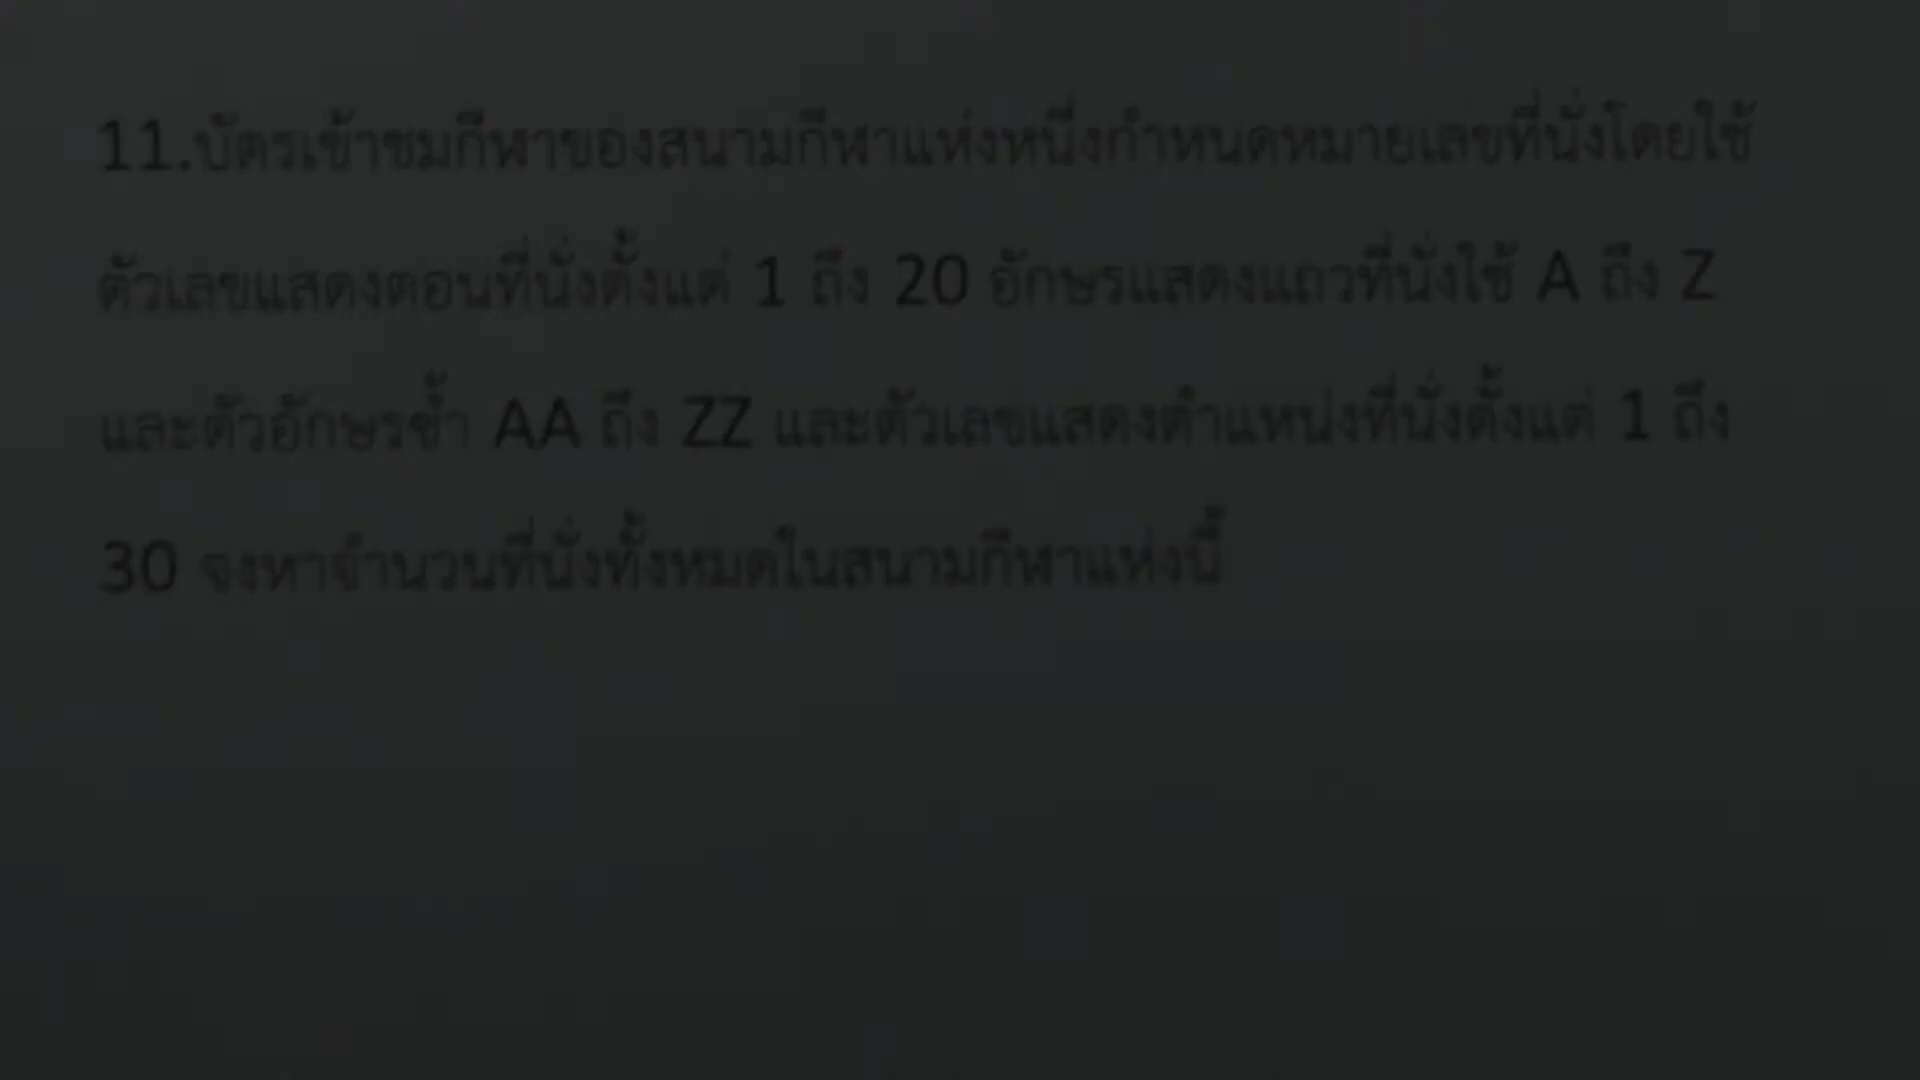 11.บัตรเข้าชมกีฬาของสนามกีฬาแห่งหนึ่งกำหนดหมายเลขที่นั่งโดยใช้
ตัวเลขแสดงตอนที่นั่งตั้งแต่ 1 ถึง 20 อักษรแสดงแถวที่นั่งใช้ A ถึง Z
และตัวอักษรซ้ำ AA ถึง ZZ และตัวเลขแสดงตำแหน่งที่นั่งตั้งแต่ 1 ถึง
30 จงหาจำนวนที่นั่งทั้งหมดในสนามกีฬาแห่งนี้